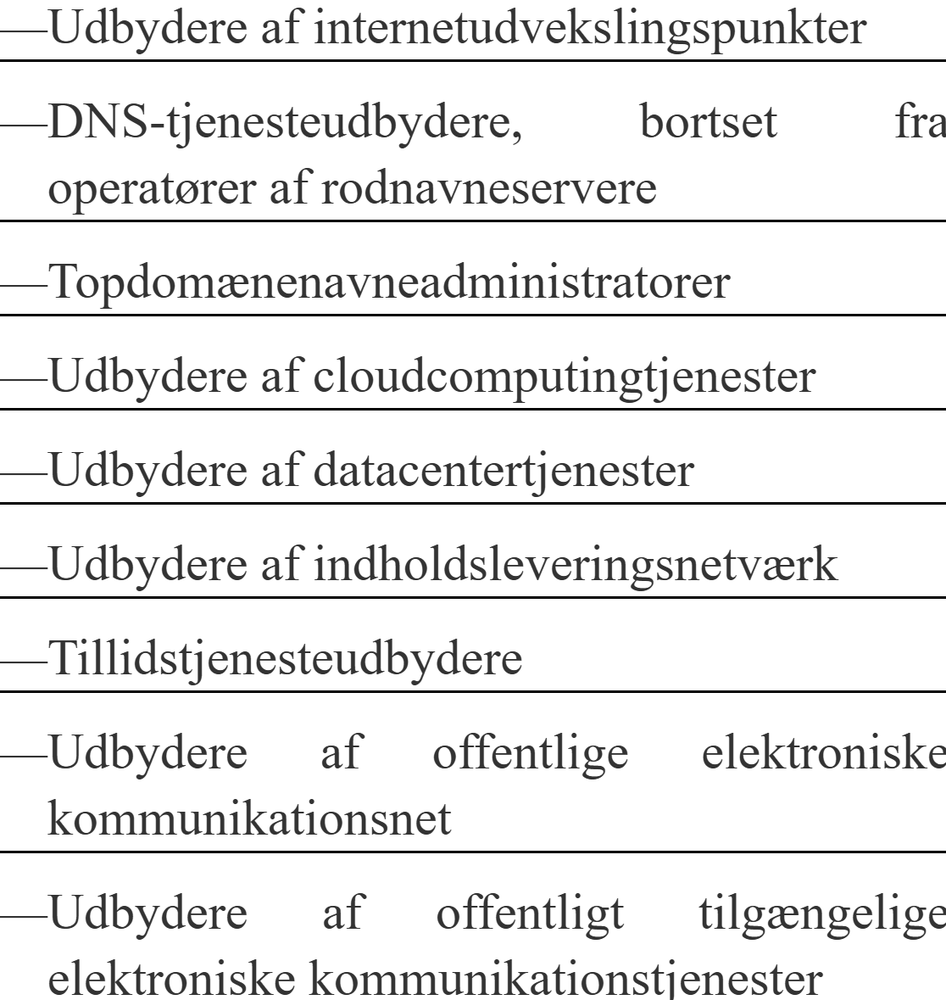 —Udbydere af internetudvekslingspunkter
—DNS-tjenesteudbydere, bortset fra
operatører af rodnavneservere
—Topdomænenavneadministratorer
—Udbydere af cloudcomputingtjenester
—Udbydere af datacentertjenester
—Udbydere af indholdsleveringsnetværk
—Tillidstjenesteudbydere
—Udbydere af offentlige elektroniske
kommunikationsnet
—Udbydere af offentligt tilgængelige
elektroniske kommunikationstjenester